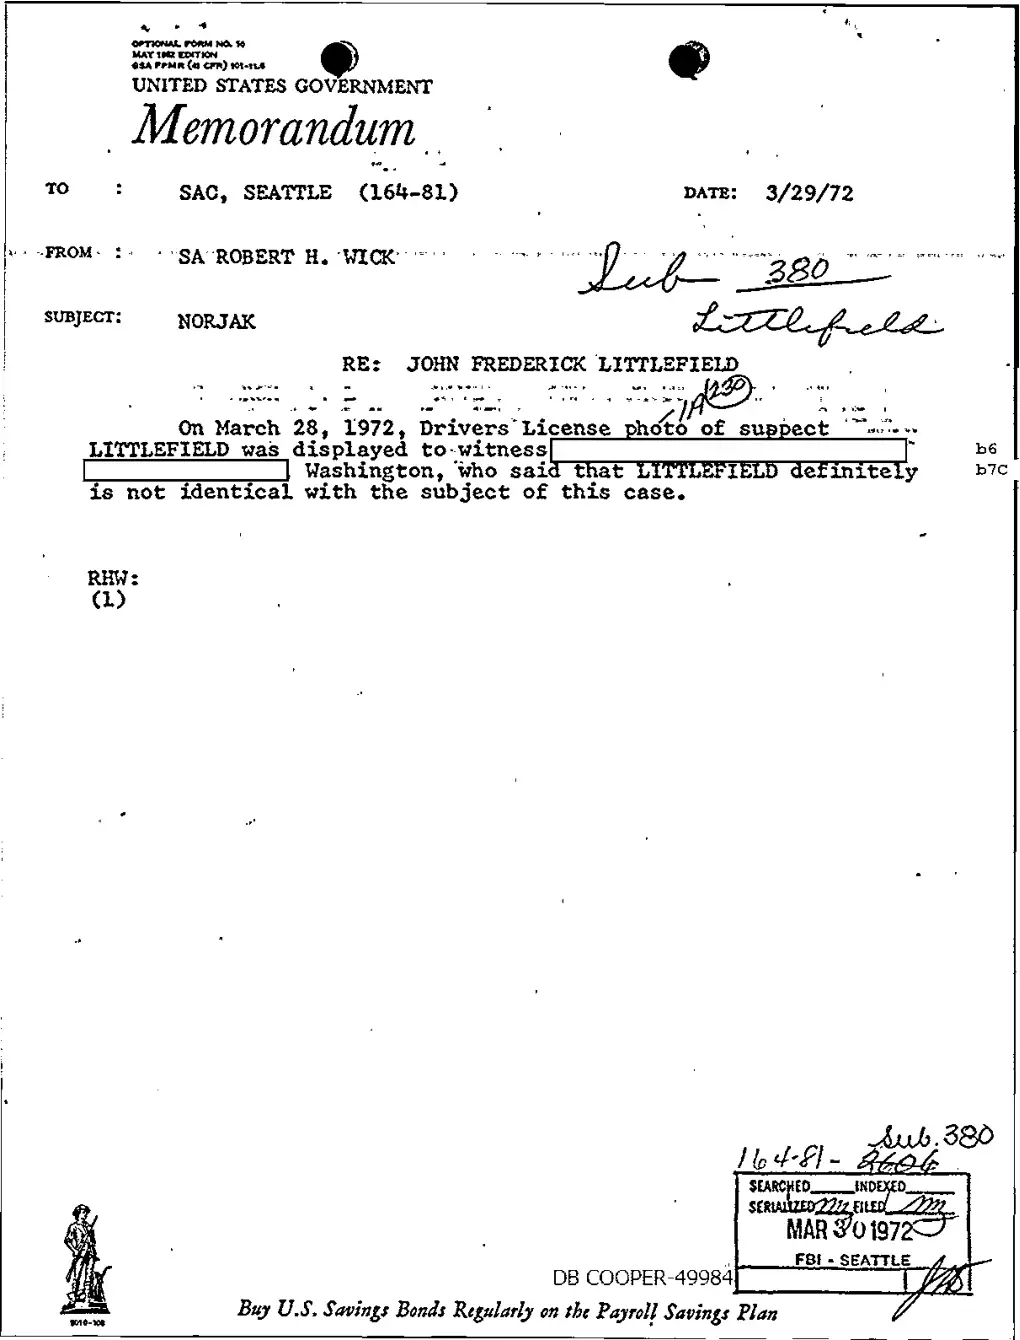 OPTIONAL FORM NO. 10
MAY 1962 EDITION
GSA FPMR (41 CFR) 101-11.6
UNITED STATES GOVERNMENT
Memorandum
TO : SAC, SEATTLE (164-81) DATE: 3/29/72
FROM : SA ROBERT H. WICK
Sub 380
SUBJECT: NORJAK
Littlefield
RE: JOHN FREDERICK LITTLEFIELD
1A 230
On March 28, 1972, Drivers License photo of suspect
LITTLEFIELD was displayed to witness b6
Washington, who said that LITTLEFIELD definitely b7C
is not identical with the subject of this case.
RHW:
(1)
Sub. 380
164-81- 2604
SEARCHED INDEXED
SERIALIZED FILED
MAR 30 1972
FBI - SEATTLE
DB COOPER-49984
5010-108
Buy U.S. Savings Bonds Regularly on the Payroll Savings Plan